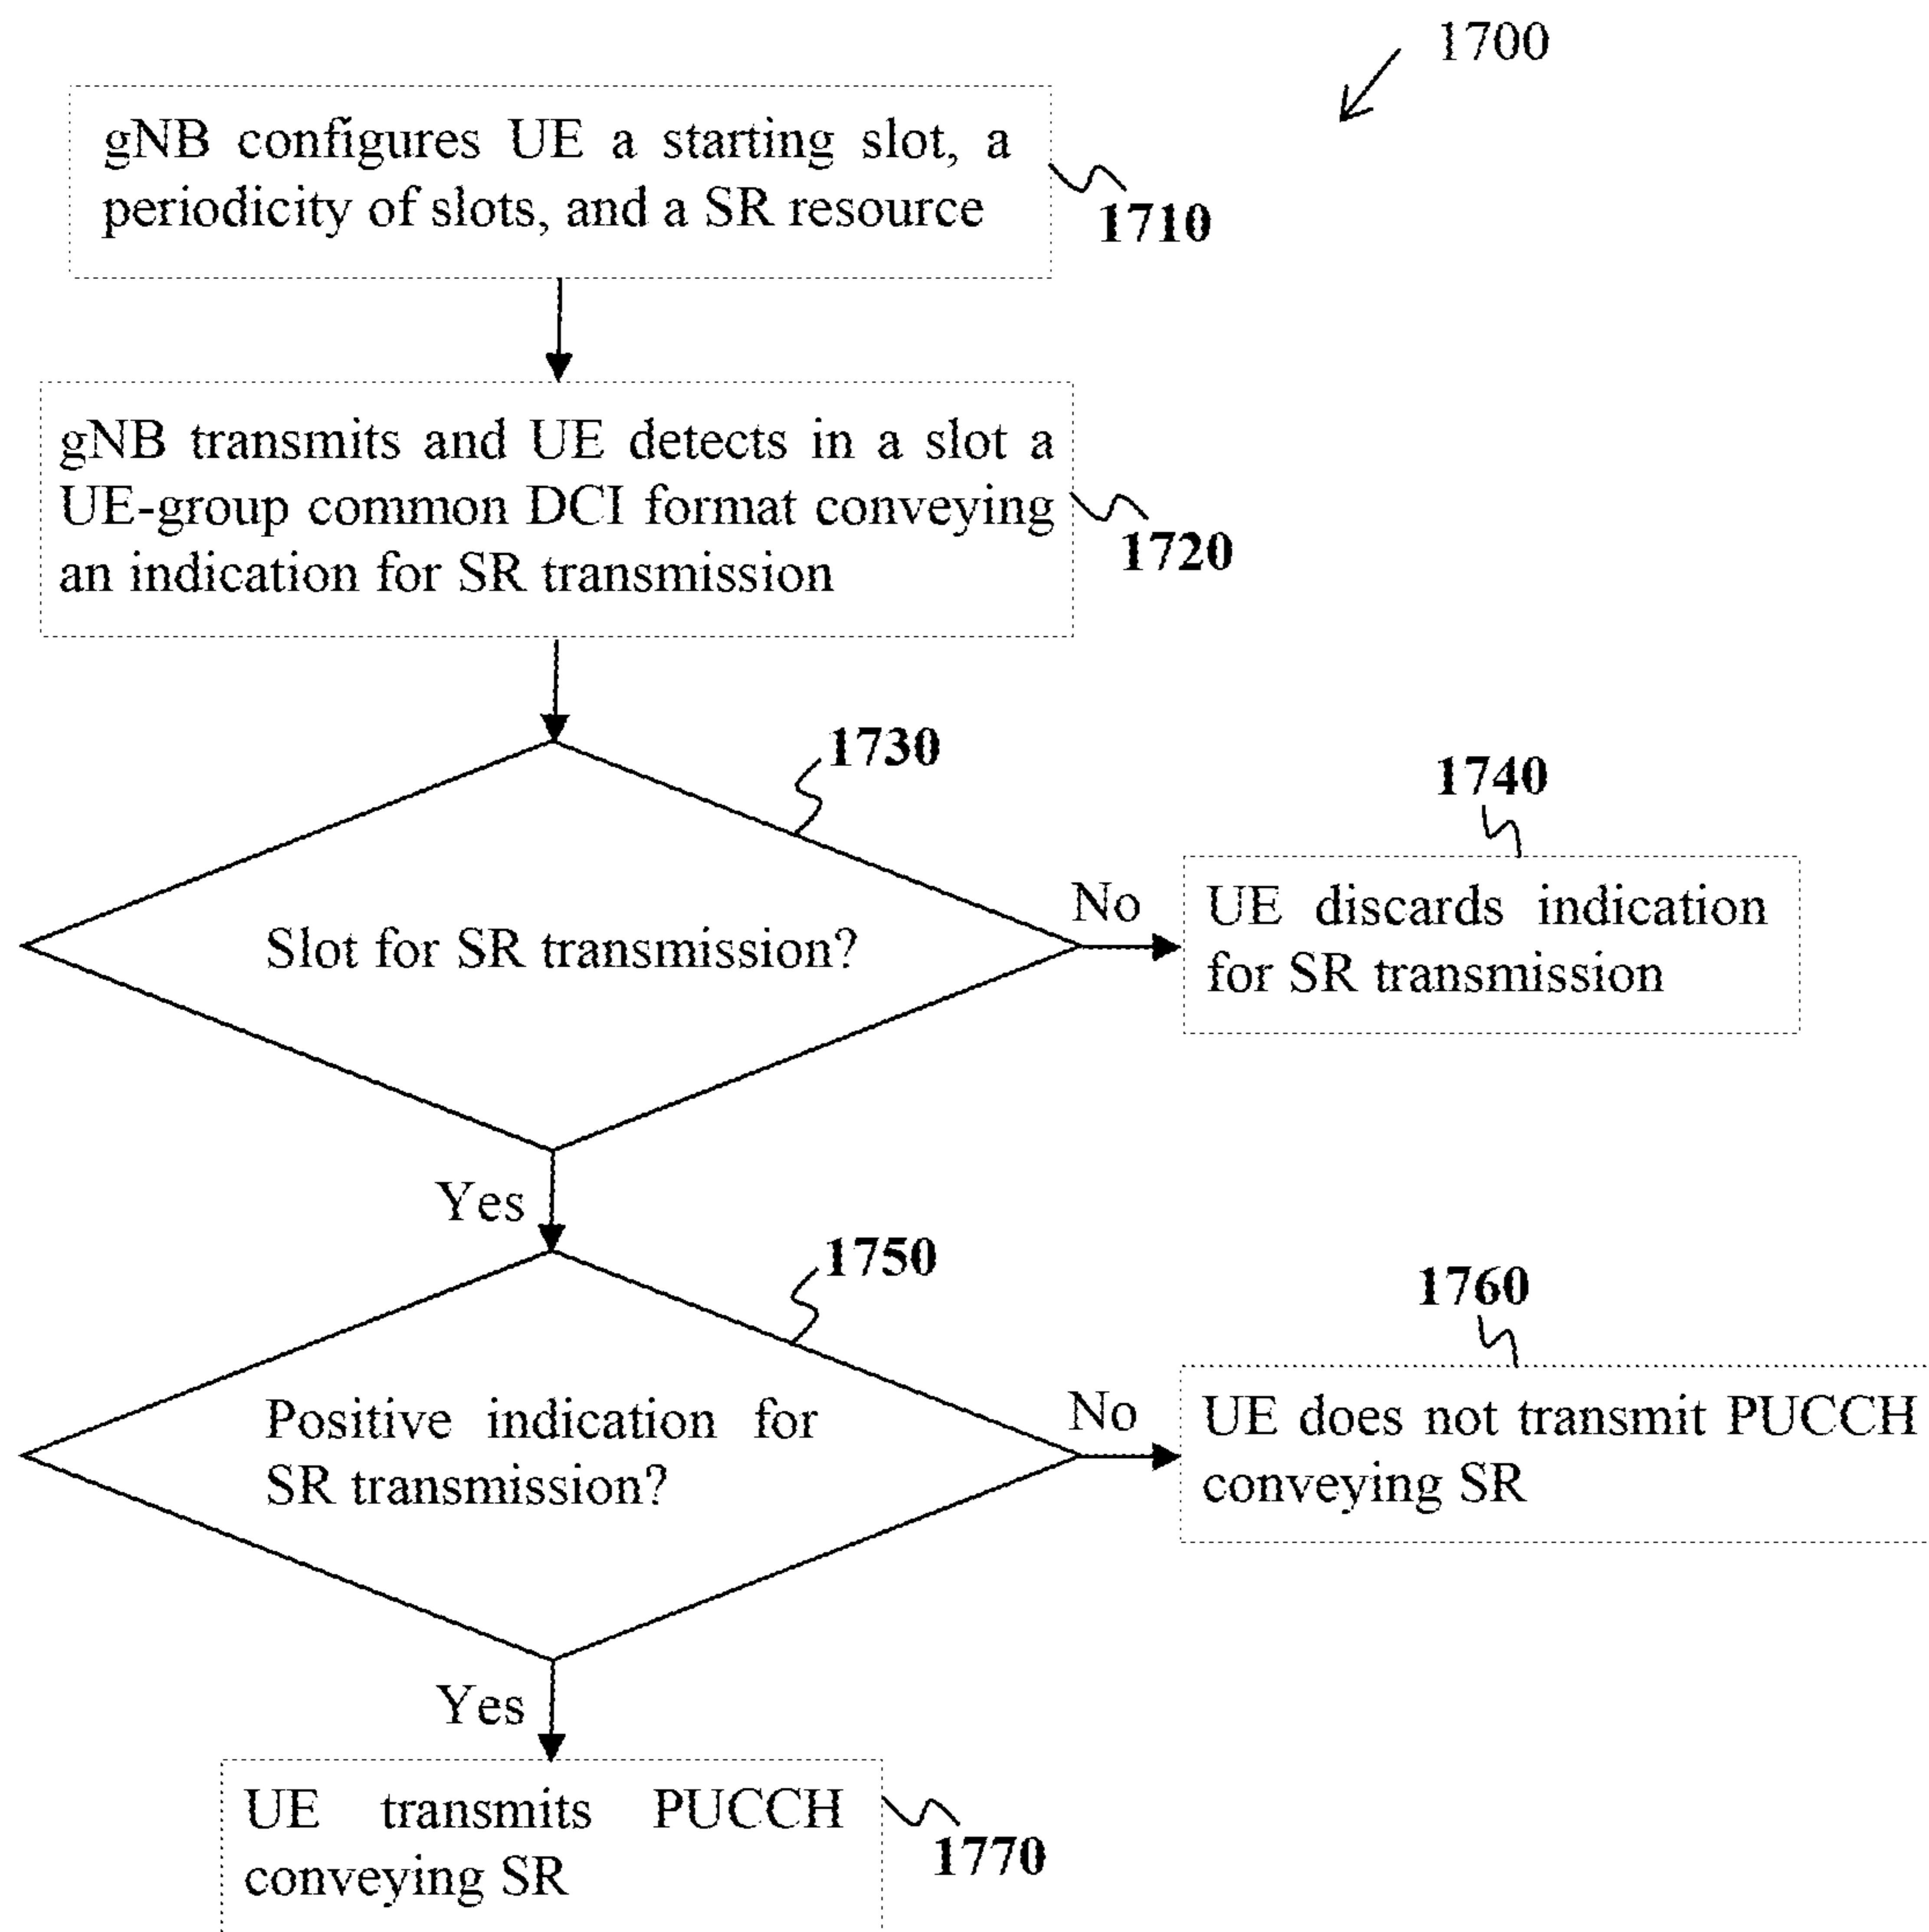 1700
gNB configures UE a starting slot, a
periodicity of slots, and a SR resource
1710
gNB transmits and UE detects in a slot a
UE-group common DCI format conveying
an indication for SR transmission
1720
1730
Slot for SR transmission?
No
1740
UE discards indication
for SR transmission
Yes
1750
Positive indication for
SR transmission?
No
1760
UE does not transmit PUCCH
conveying SR
Yes
UE transmits PUCCH
conveying SR
1770